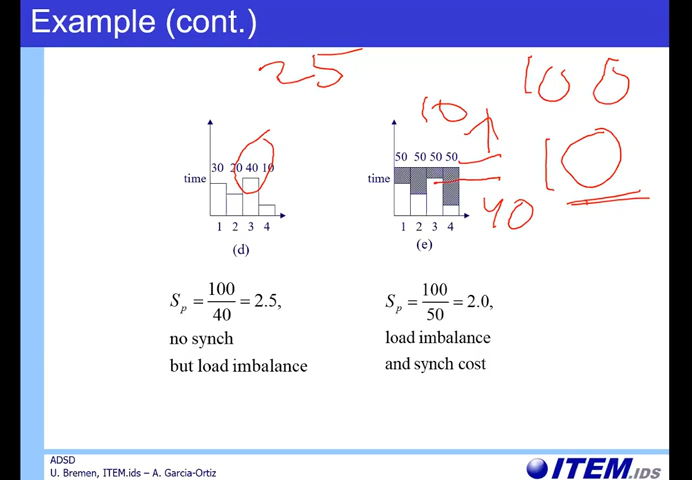 Example (cont.)
25
100
10
10
40
30 20 40 10
time
1 2 3 4
(d)
50 50 50 50
time
1 2 3 4
(e)
S_p = 100/40 = 2.5,
no synch
but load imbalance
S_p = 100/50 = 2.0,
load imbalance
and synch cost
ADSD
U. Bremen, ITEM.ids – A. Garcia-Ortiz
ITEM.IDS